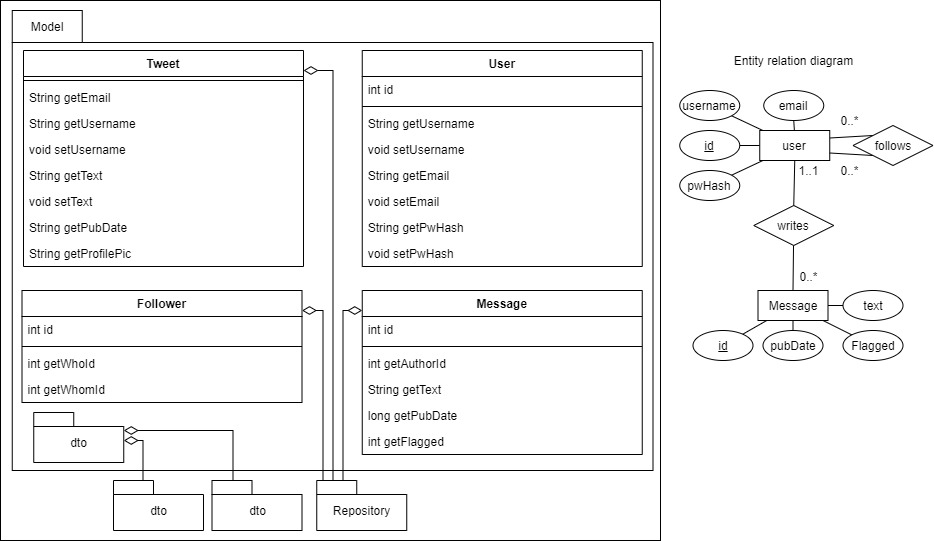 Model
Tweet
String getEmail
String getUsername
void setUsername
String getText
void setText
String getPubDate
String getProfilePic
User
int id
String getUsername
void setUsername
String getEmail
void setEmail
String getPwHash
void setPwHash
Follower
int id
int getWhoId
int getWhomId
Message
int id
int getAuthorId
String getText
long getPubDate
int getFlagged
dto
dto
dto
Repository
Entity relation diagram
username
email
id
user
0..*
follows
0..*
pwHash
1..1
writes
0..*
Message
text
id
pubDate
Flagged